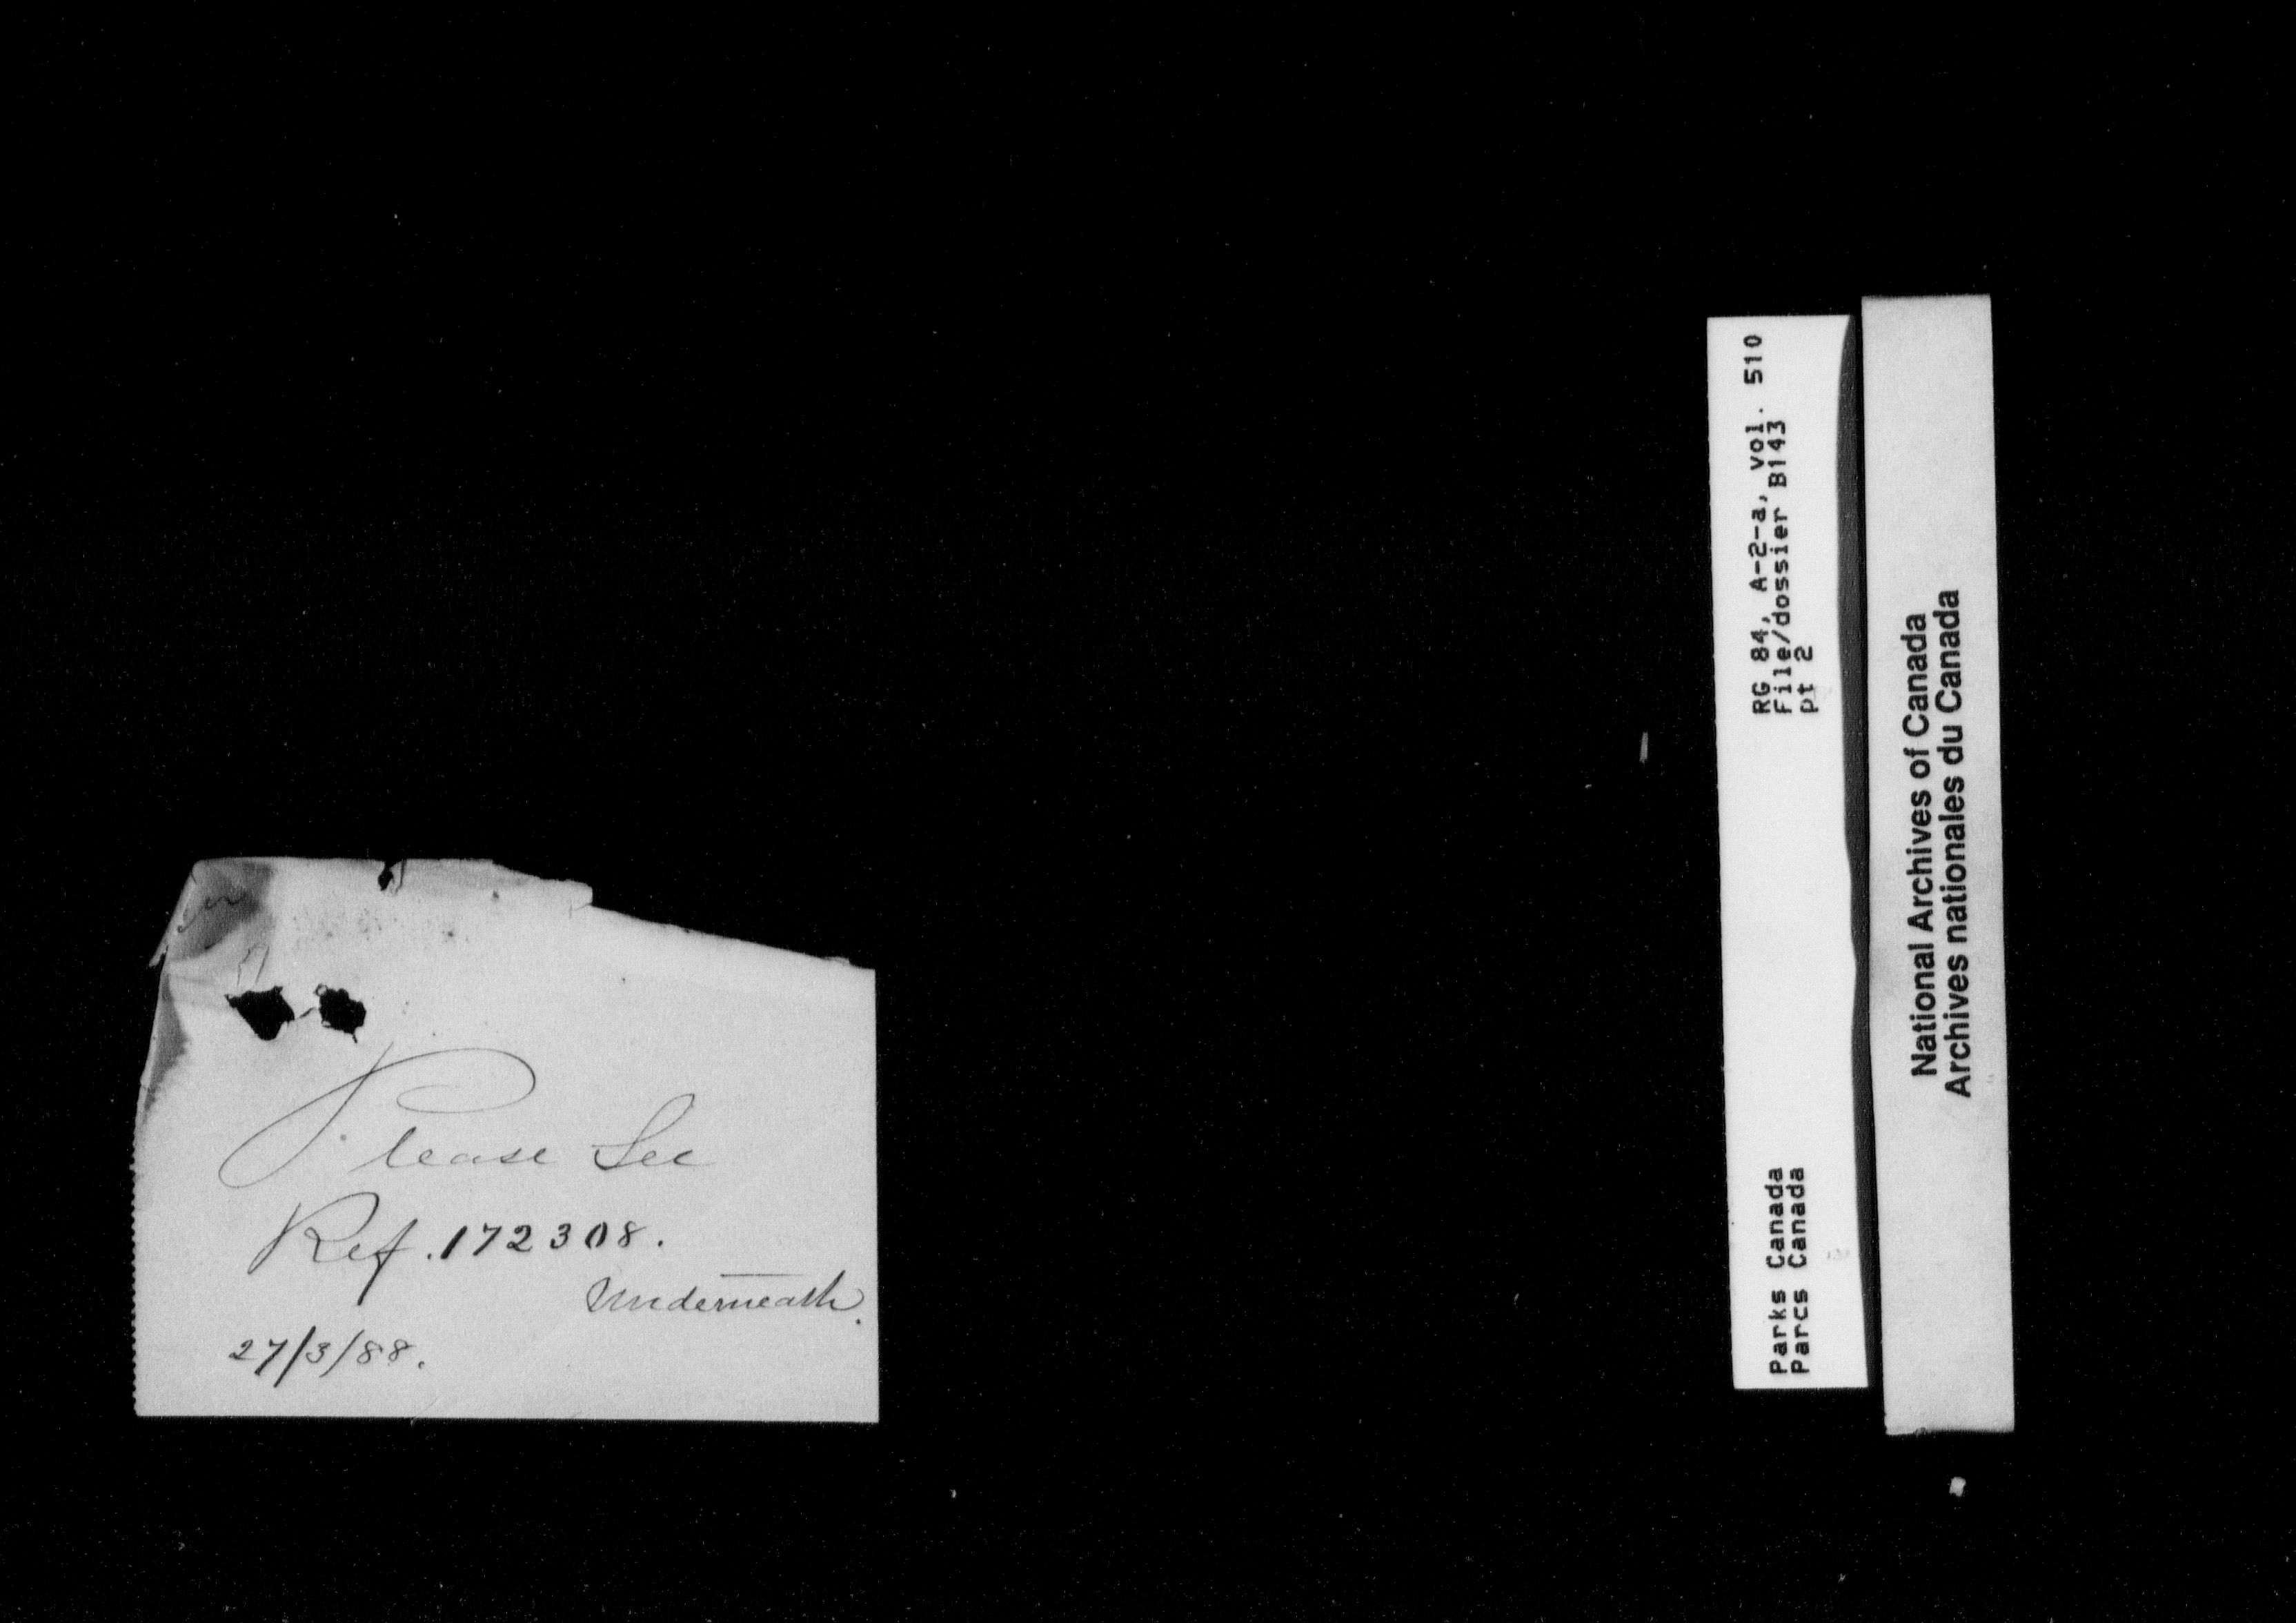 Please See
Ref. 172308.
Underneath.
27/3/88.
RG 84, A-2-a, vol. 510
File/dossier B143
pt 2
Parks Canada
Parcs Canada
National Archives of Canada
Archives nationales du Canada